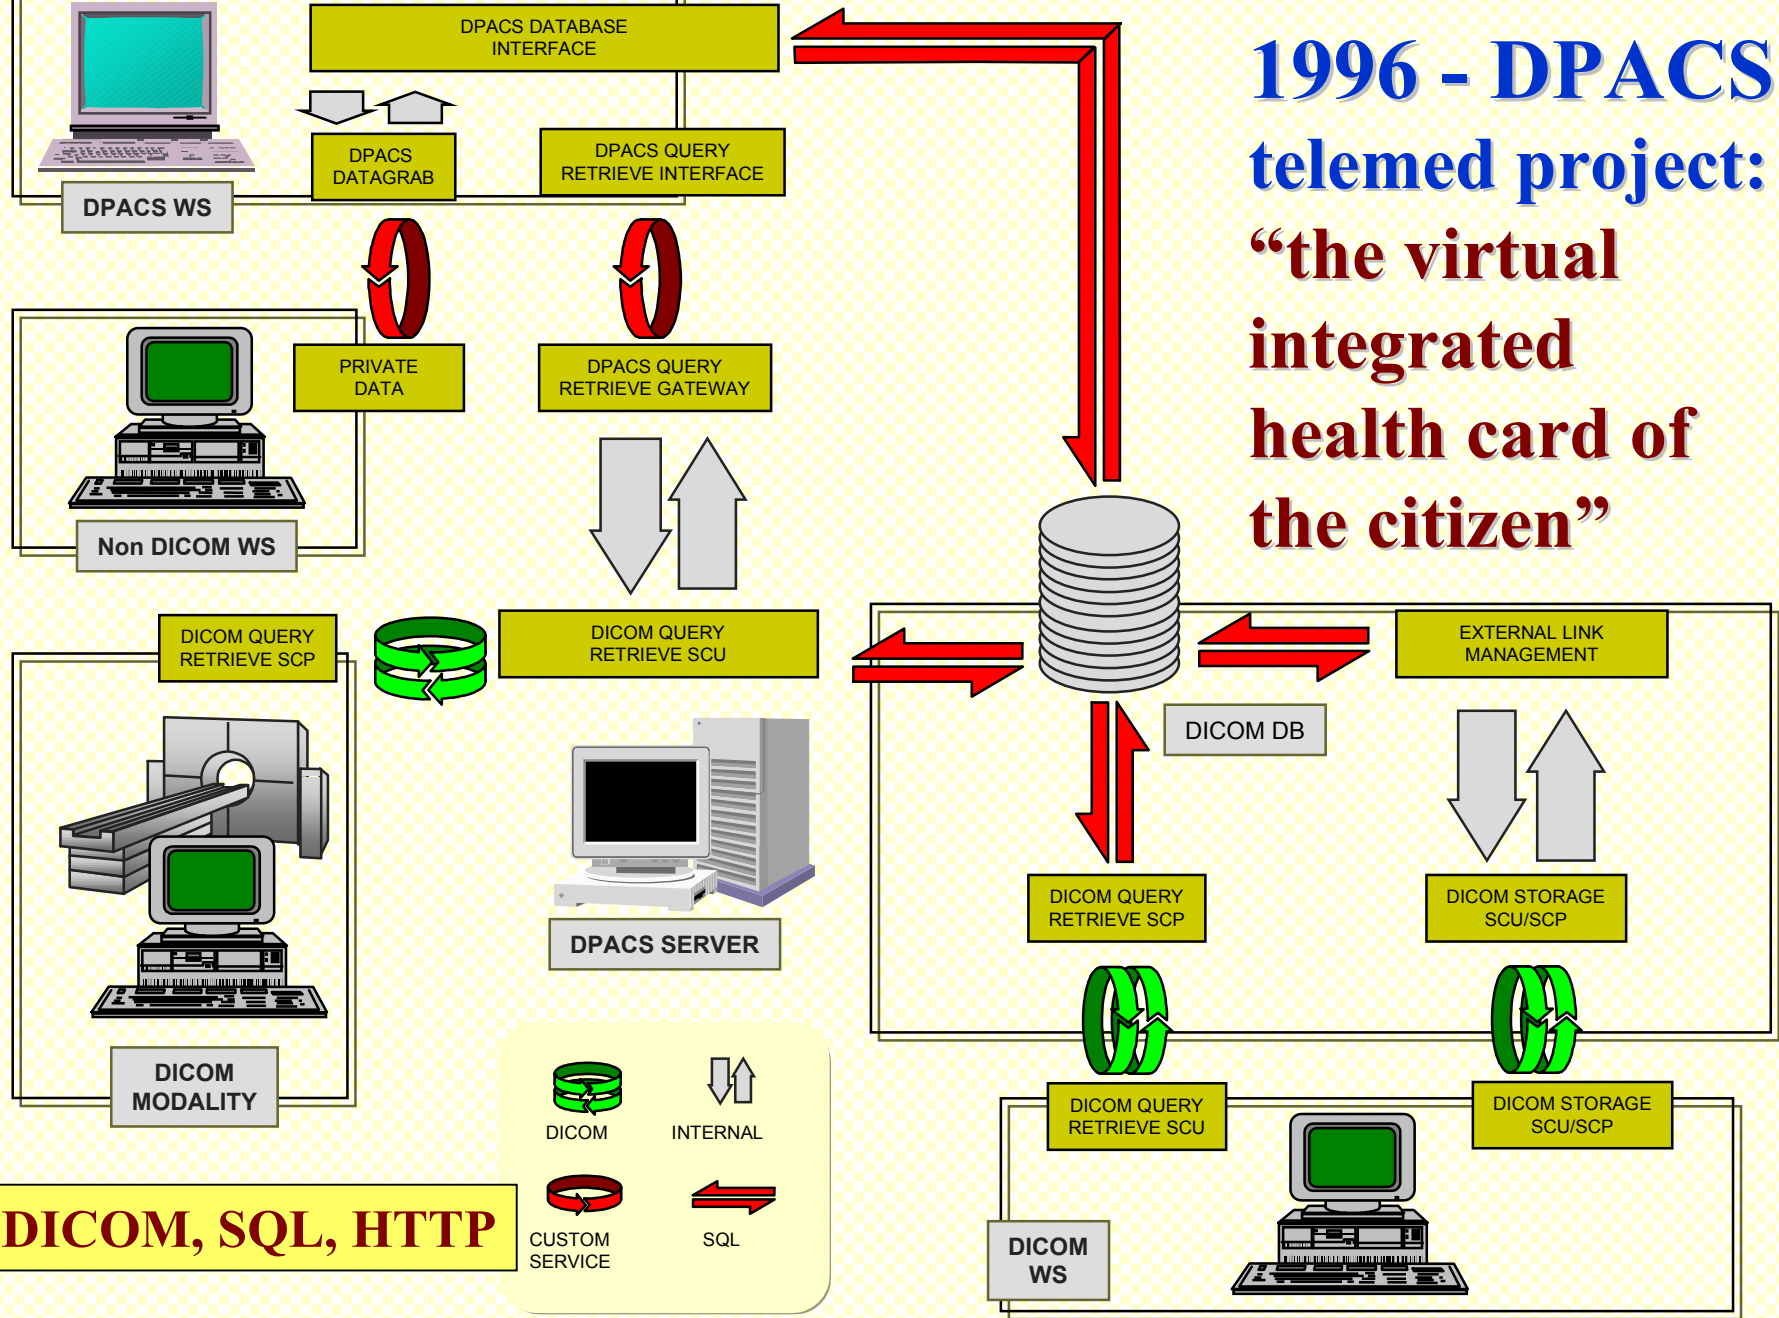 DPACS DATABASE
INTERFACE
DPACS
DATAGRAB
DPACS QUERY
RETRIEVE INTERFACE
DPACS WS
1996 - DPACS
telemed project:
“the virtual
integrated
health card of
the citizen”
PRIVATE
DATA
DPACS QUERY
RETRIEVE GATEWAY
Non DICOM WS
DICOM QUERY
RETRIEVE SCP
DICOM QUERY
RETRIEVE SCU
EXTERNAL LINK
MANAGEMENT
DICOM DB
DICOM QUERY
RETRIEVE SCP
DICOM STORAGE
SCU/SCP
DPACS SERVER
DICOM
MODALITY
DICOM QUERY
RETRIEVE SCU
DICOM STORAGE
SCU/SCP
DICOM
WS
DICOM
INTERNAL
CUSTOM
SERVICE
SQL
DICOM, SQL, HTTP